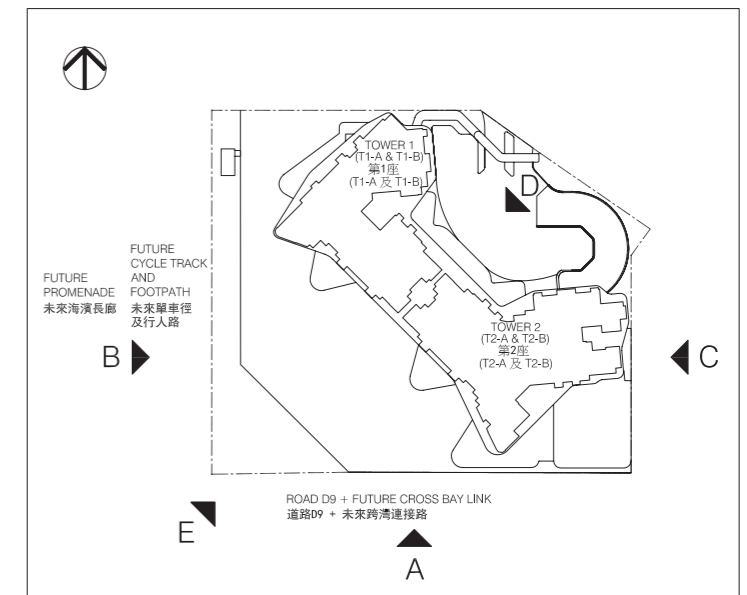 TOWER 1
(T1-A & T1-B)
第1座
(T1-A 及 T1-B)
D
FUTURE
PROMENADE
未來海濱長廊
FUTURE
CYCLE TRACK
AND
FOOTPATH
未來單車徑
及行人路
TOWER 2
(T2-A & T2-B)
第2座
(T2-A 及 T2-B)
B
C
ROAD D9 + FUTURE CROSS BAY LINK
道路D9 + 未來跨灣連接路
E
A